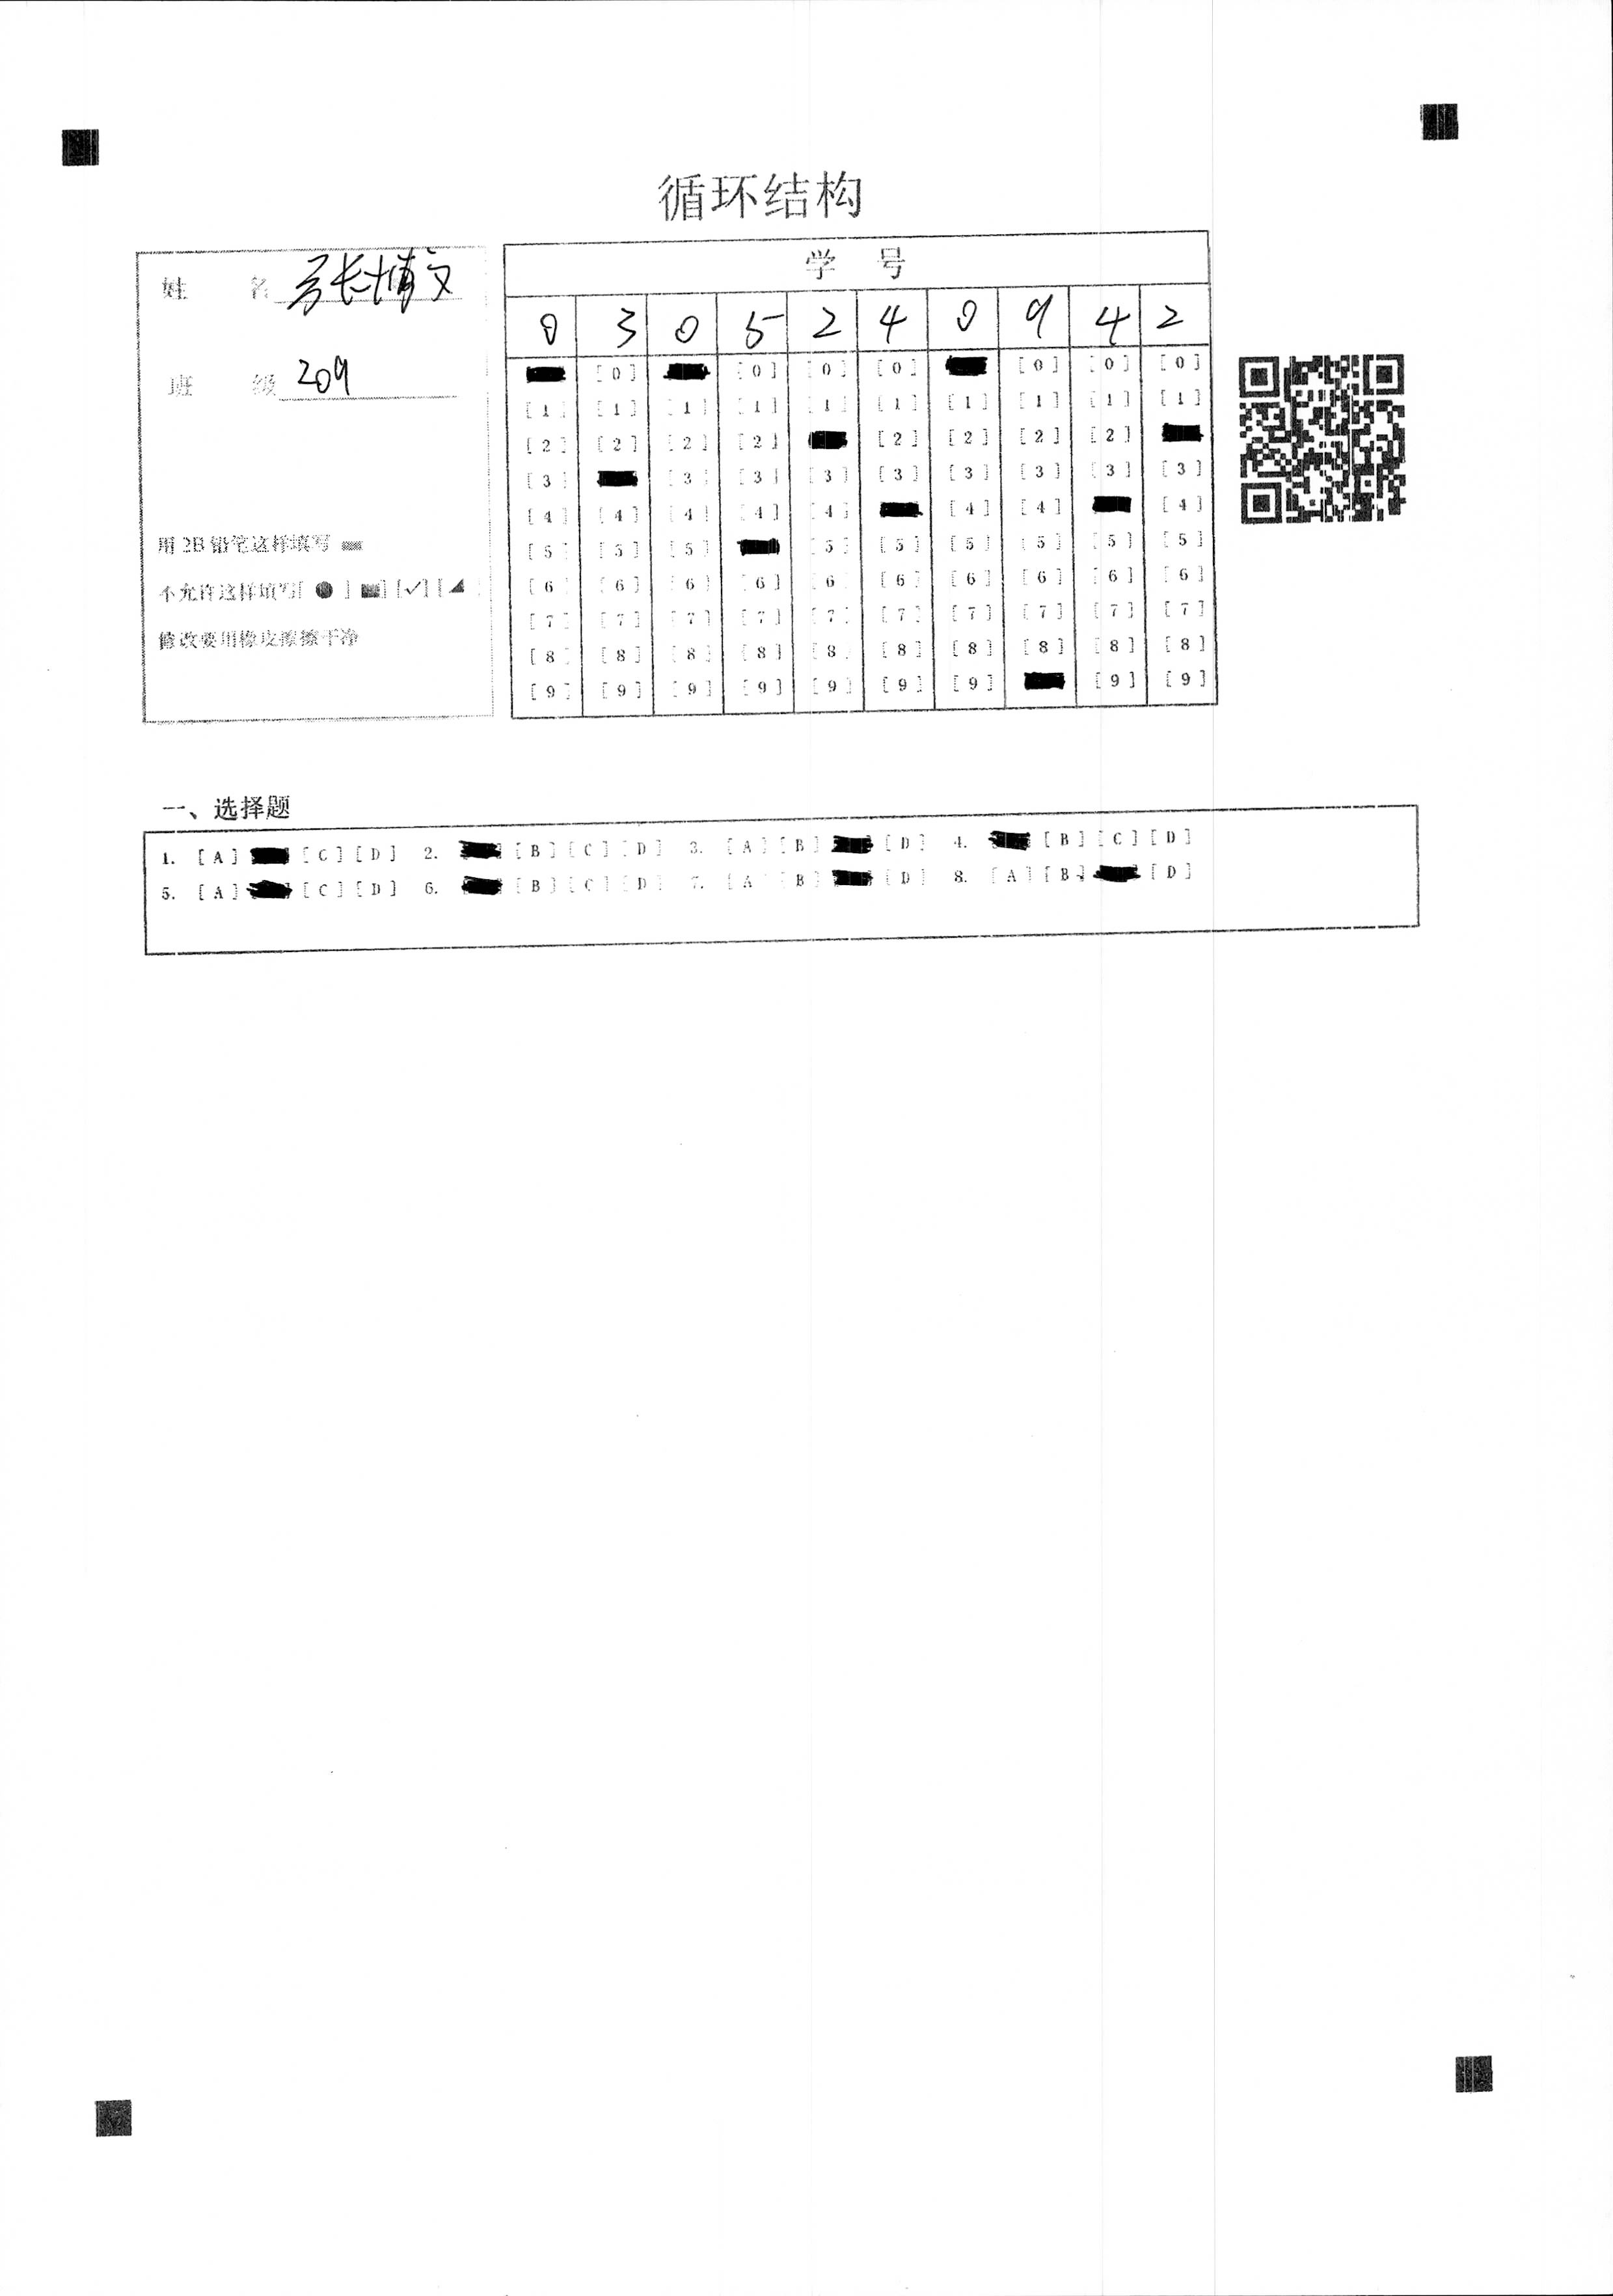 循环结构
姓 名 张博文
班 级 209
用 2B 铅笔这样填写
不允许这样填写[ ● ] [√] [◢ ]
修改要用橡皮擦擦干净
学 号
0 3 0 5 2 4 0 9 4 2
[0] [0] [0] [0] [0] [0] [0]
[1] [1] [1] [1] [1] [1] [1] [1] [1] [1]
[2] [2] [2] [2] [2] [2] [2] [2]
[3] [3] [3] [3] [3] [3] [3] [3] [3]
[4] [4] [4] [4] [4] [4] [4] [4]
[5] [5] [5] [5] [5] [5] [5] [5] [5]
[6] [6] [6] [6] [6] [6] [6] [6] [6] [6]
[7] [7] [7] [7] [7] [7] [7] [7] [7] [7]
[8] [8] [8] [8] [8] [8] [8] [8] [8] [8]
[9] [9] [9] [9] [9] [9] [9] [9] [9]
一、选择题
1. [A] [C] [D] 2. [B] [C] [D] 3. [A] [B] [D] 4. [B] [C] [D]
5. [A] [C] [D] 6. [B] [C] [D] 7. [A] [B] [D] 8. [A] [B] [D]